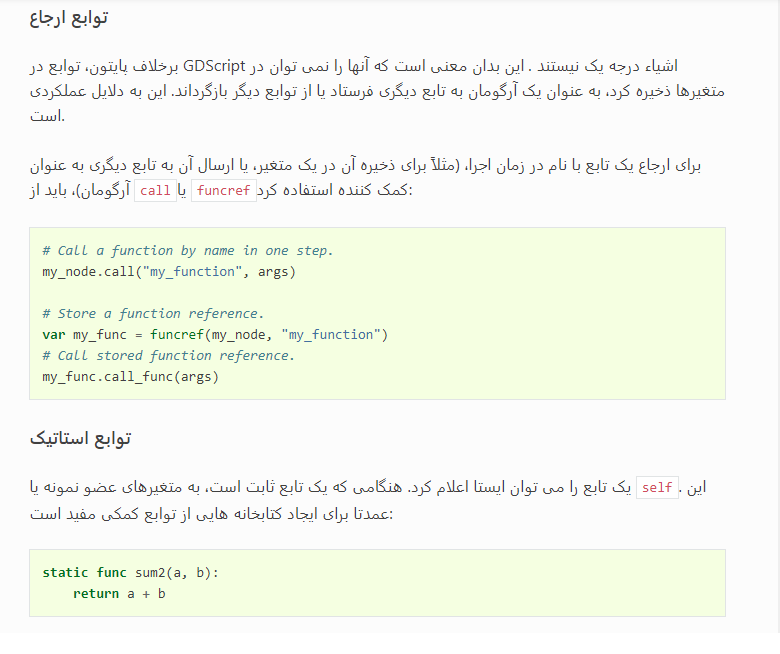 توابع ارجاع
اشیاء درجه یک نیستند . این بدان معنی است که آنها را نمی توان در GDScript برخلاف پایتون، توابع در
متغیرها ذخیره کرد، به عنوان یک آرگومان به تابع دیگری فرستاد یا از توابع دیگر بازگرداند. این به دلایل عملکردی
است.
برای ارجاع یک تابع با نام در زمان اجرا، (مثلاً برای ذخیره آن در یک متغیر، یا ارسال آن به تابع دیگری به عنوان
کمک کننده استفاده کرد funcref یا call آرگومان)، باید از:
# Call a function by name in one step.
my_node.call("my_function", args)
# Store a function reference.
var my_func = funcref(my_node, "my_function")
# Call stored function reference.
my_func.call_func(args)
توابع استاتیک
این .self یک تابع را می توان ایستا اعلام کرد. هنگامی که یک تابع ثابت است، به متغیرهای عضو نمونه یا
عمدتا برای ایجاد کتابخانه هایی از توابع کمکی مفید است:
static func sum2(a, b):
    return a + b